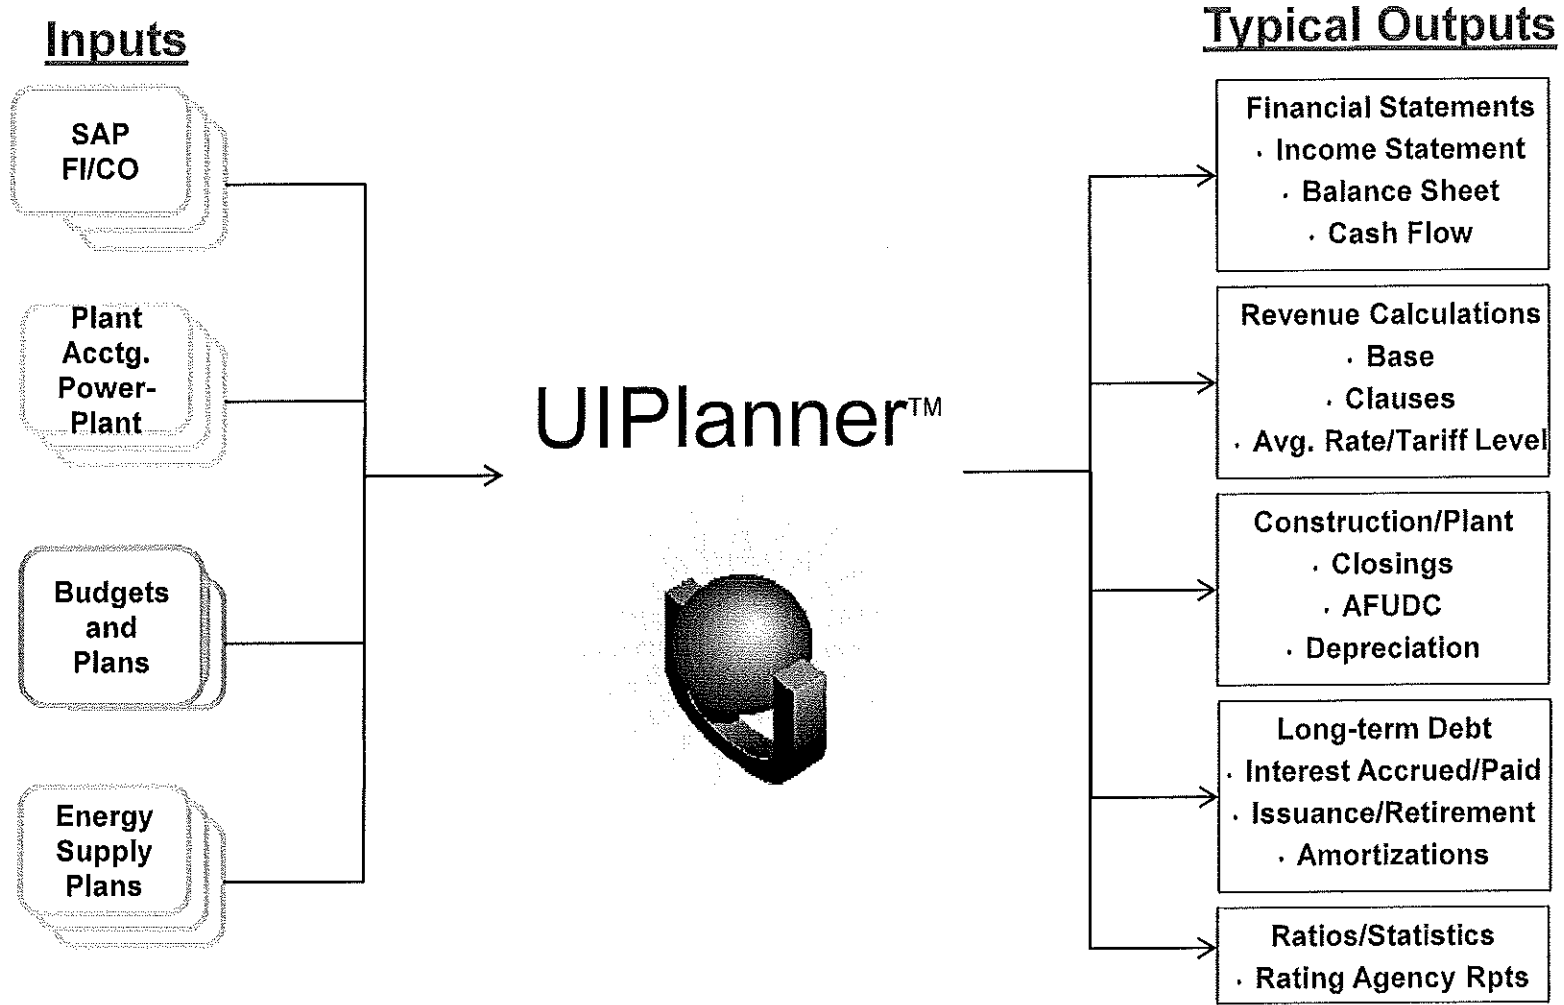 Inputs
SAP
FI/CO
Plant
Acctg.
Power-
Plant
Budgets
and
Plans
Energy
Supply
Plans
UIPlanner™
Typical Outputs
Financial Statements
· Income Statement
· Balance Sheet
· Cash Flow
Revenue Calculations
· Base
· Clauses
· Avg. Rate/Tariff Level
Construction/Plant
· Closings
· AFUDC
· Depreciation
Long-term Debt
· Interest Accrued/Paid
· Issuance/Retirement
· Amortizations
Ratios/Statistics
· Rating Agency Rpts